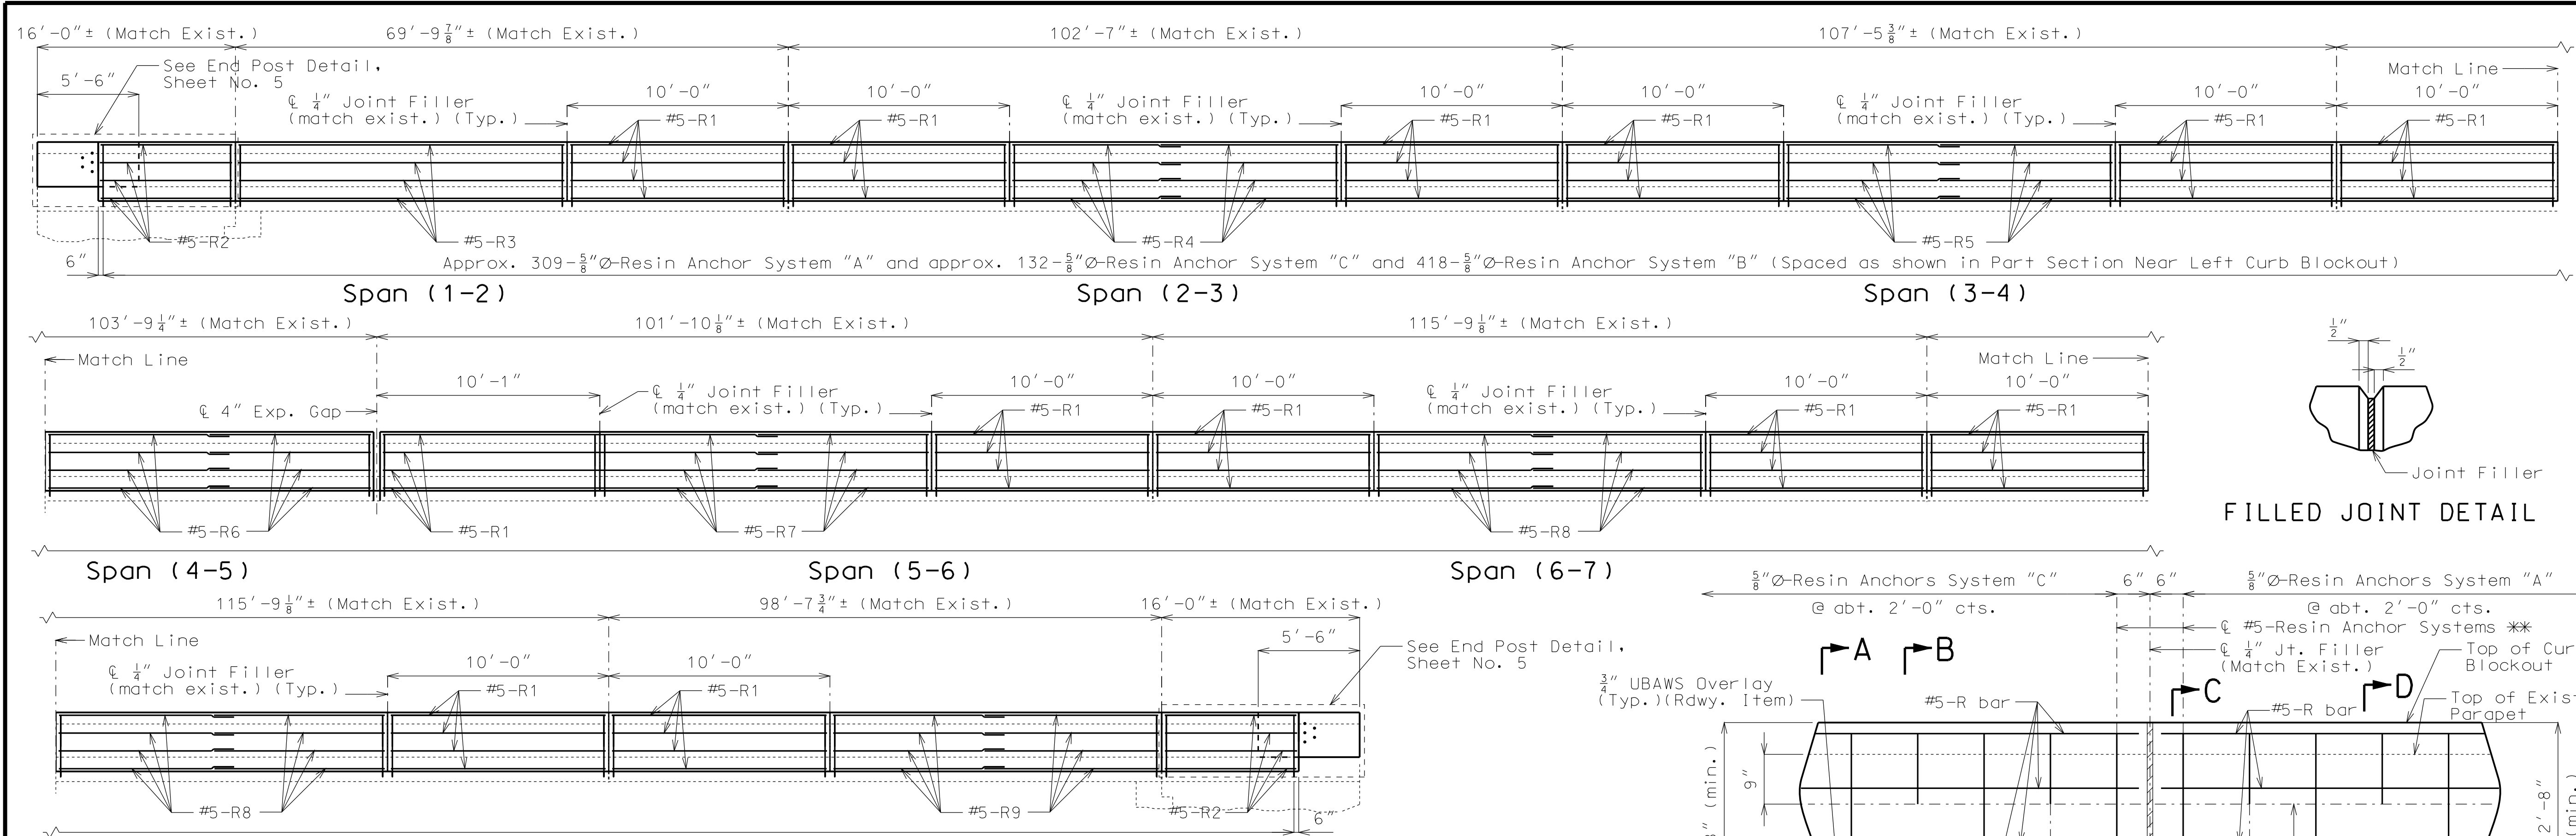 16'-0"± (Match Exist.) 69'-9 7/8"± (Match Exist.) 102'-7"± (Match Exist.) 107'-5 3/8"± (Match Exist.)
See End Post Detail,
Sheet No. 5
5'-6"
Match Line
℄ 1/4" Joint Filler
(match exist.) (Typ.)
10'-0" 10'-0"
℄ 1/4" Joint Filler
(match exist.) (Typ.)
10'-0" 10'-0"
℄ 1/4" Joint Filler
(match exist.) (Typ.)
10'-0" 10'-0"
#5-R1 #5-R1 #5-R1 #5-R1 #5-R1 #5-R1
#5-R2 #5-R3 #5-R4 #5-R5
6"
Approx. 309-5/8"Ø-Resin Anchor System "A" and approx. 132-5/8"Ø-Resin Anchor System "C" and 418-5/8"Ø-Resin Anchor System "B" (Spaced as shown in Part Section Near Left Curb Blockout)
Span (1-2) Span (2-3) Span (3-4)
103'-9 1/4"± (Match Exist.) 101'-10 1/8"± (Match Exist.) 115'-9 1/8"± (Match Exist.)
Match Line Match Line
℄ 4" Exp. Gap
10'-1"
℄ 1/4" Joint Filler
(match exist.) (Typ.)
10'-0" 10'-0"
℄ 1/4" Joint Filler
(match exist.) (Typ.)
10'-0" 10'-0"
#5-R1 #5-R1 #5-R1 #5-R1
#5-R6 #5-R1 #5-R7 #5-R8
Span (4-5) Span (5-6) Span (6-7)
1/2"
1/2"
Joint Filler
FILLED JOINT DETAIL
115'-9 1/8"± (Match Exist.) 98'-7 3/4"± (Match Exist.) 16'-0"± (Match Exist.)
Match Line
5'-6"
See End Post Detail,
Sheet No. 5
℄ 1/4" Joint Filler
(match exist.) (Typ.)
10'-0" 10'-0"
#5-R1 #5-R1
#5-R8 #5-R9 #5-R2
6"
5/8"Ø-Resin Anchors System "C" 6" 6" 5/8"Ø-Resin Anchors System "A"
@ abt. 2'-0" cts. @ abt. 2'-0" cts.
℄ #5-Resin Anchor Systems **
A B
℄ 1/4" Jt. Filler
(Match Exist.)
Top of Cur
Blockout
C D
3/4" UBAWS Overlay
(Typ.)(Rdwy. Item)
#5-R bar #5-R bar
Top of Exist
Parapet
(min.)
9"
2'-8"
(min.)